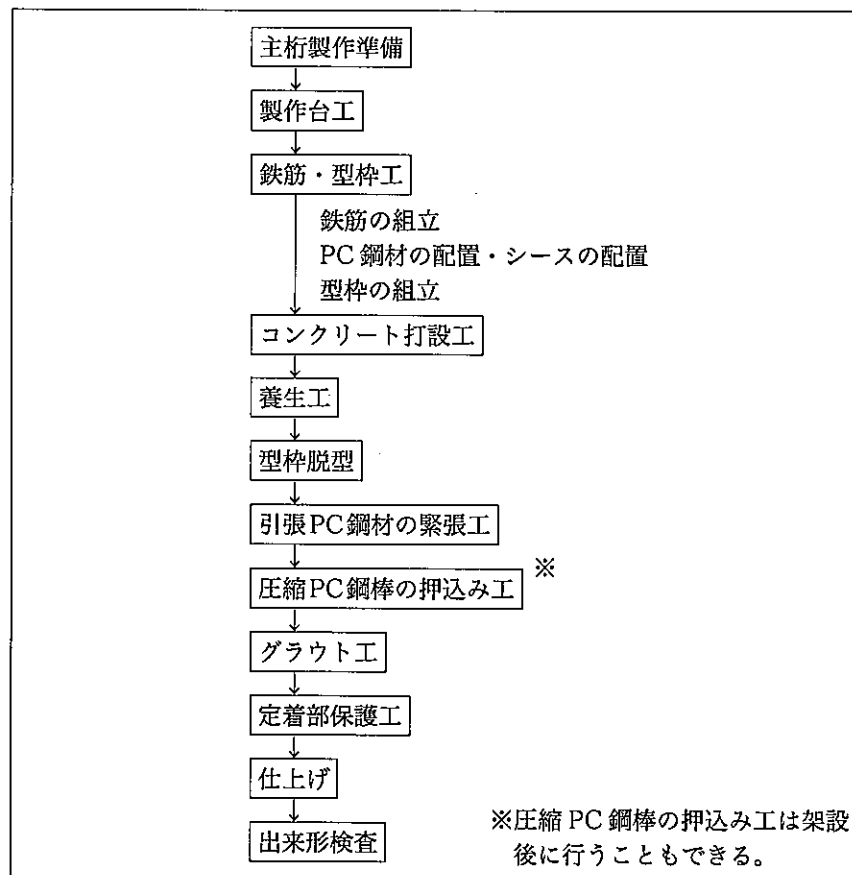 主桁製作準備
製作台工
鉄筋・型枠工
鉄筋の組立
PC鋼材の配置・シースの配置
型枠の組立
コンクリート打設工
養生工
型枠脱型
引張PC鋼材の緊張工
圧縮PC鋼棒の押込み工 ※
グラウト工
定着部保護工
仕上げ
出来形検査
※圧縮PC鋼棒の押込み工は架設
後に行うこともできる。